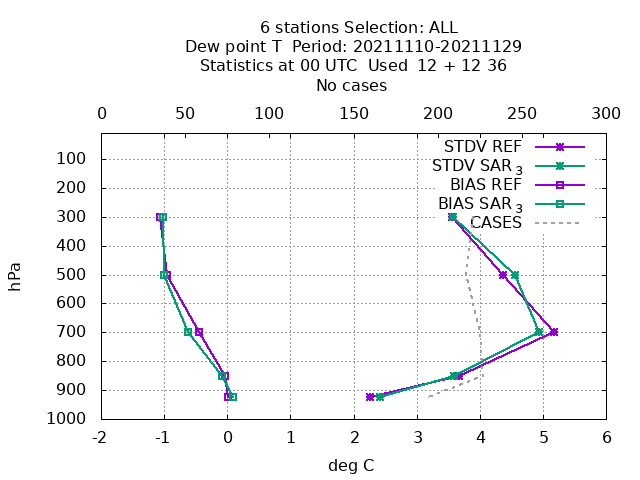 6 stations Selection: ALL
Dew point T  Period: 20211110-20211129
Statistics at 00 UTC  Used  12 + 12 36
No cases
0 50 100 150 200 250 300
STDV REF
STDV SAR 3
BIAS REF
BIAS SAR 3
CASES
100
200
300
400
500
600
700
800
900
1000
hPa
-2 -1 0 1 2 3 4 5 6
deg C